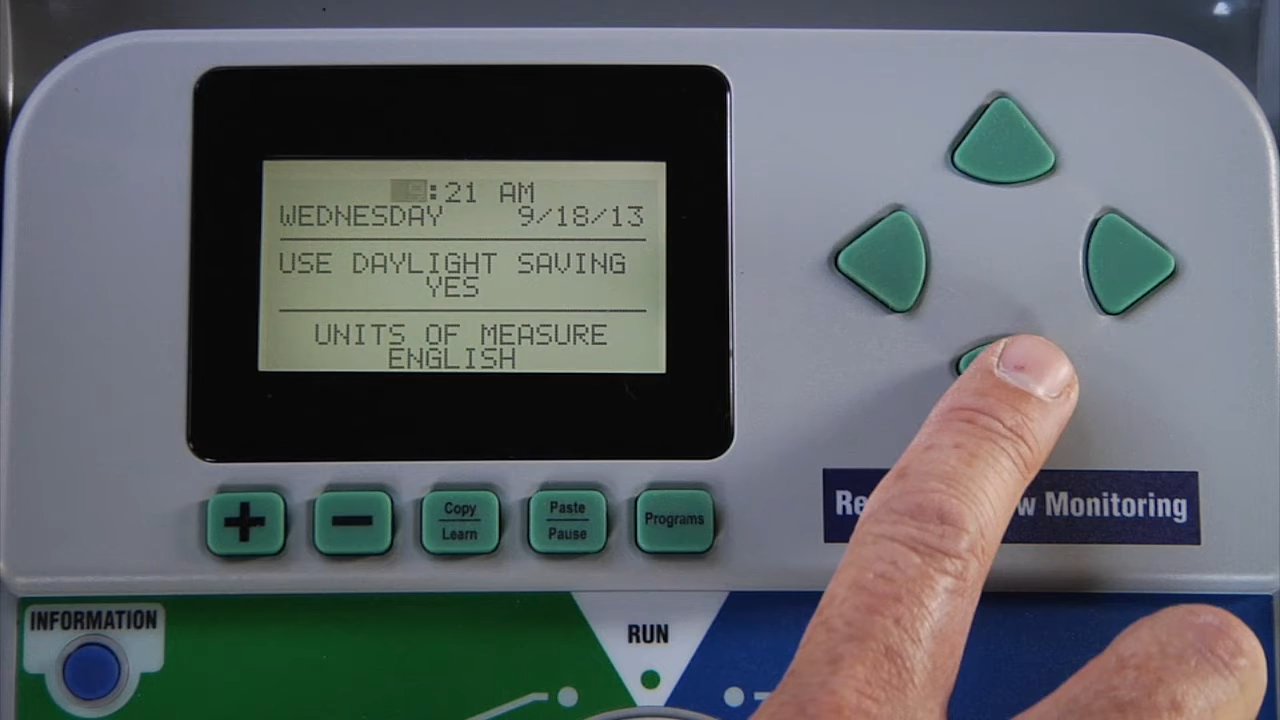 9:21 AM
WEDNESDAY 9/18/13
USE DAYLIGHT SAVING
YES
UNITS OF MEASURE
ENGLISH
+
−
Copy
Learn
Paste
Pause
Programs
Monitoring
INFORMATION
RUN